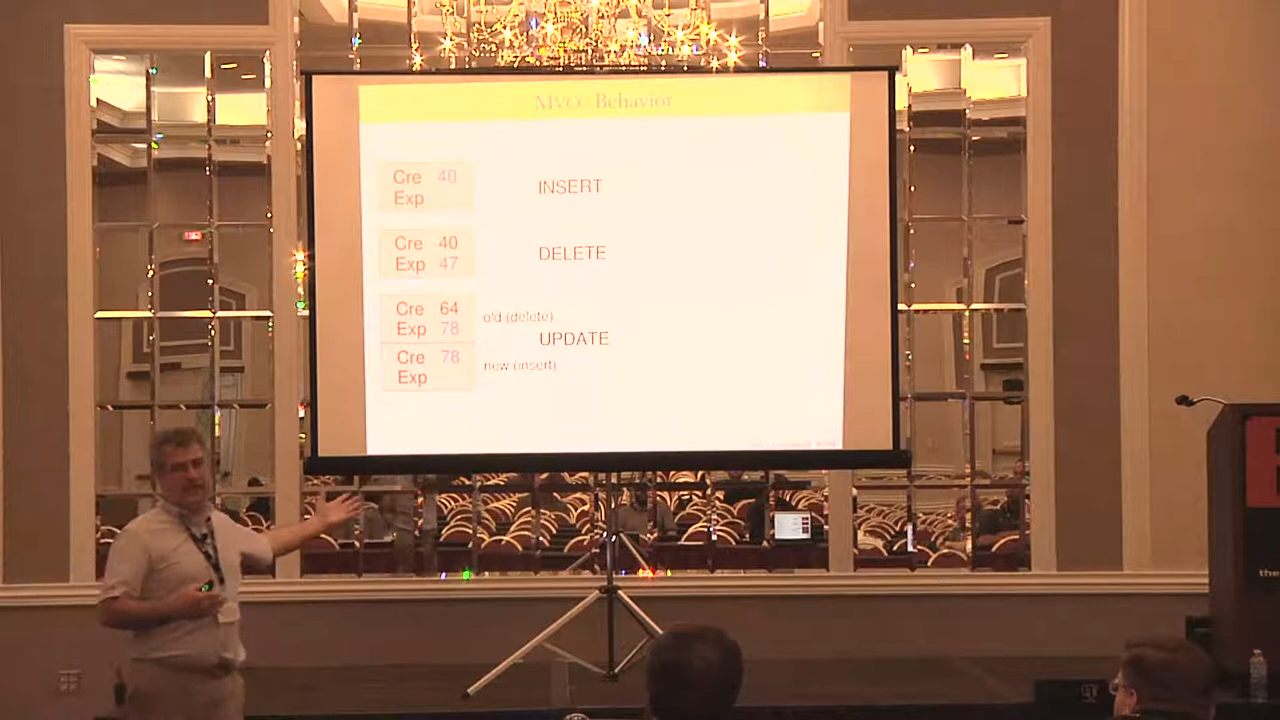 MVCC Behavior
Cre 40
Exp
INSERT
Cre 40
Exp 47
DELETE
Cre 64
Exp 78
old (delete)
UPDATE
Cre 78
Exp
new (insert)
the